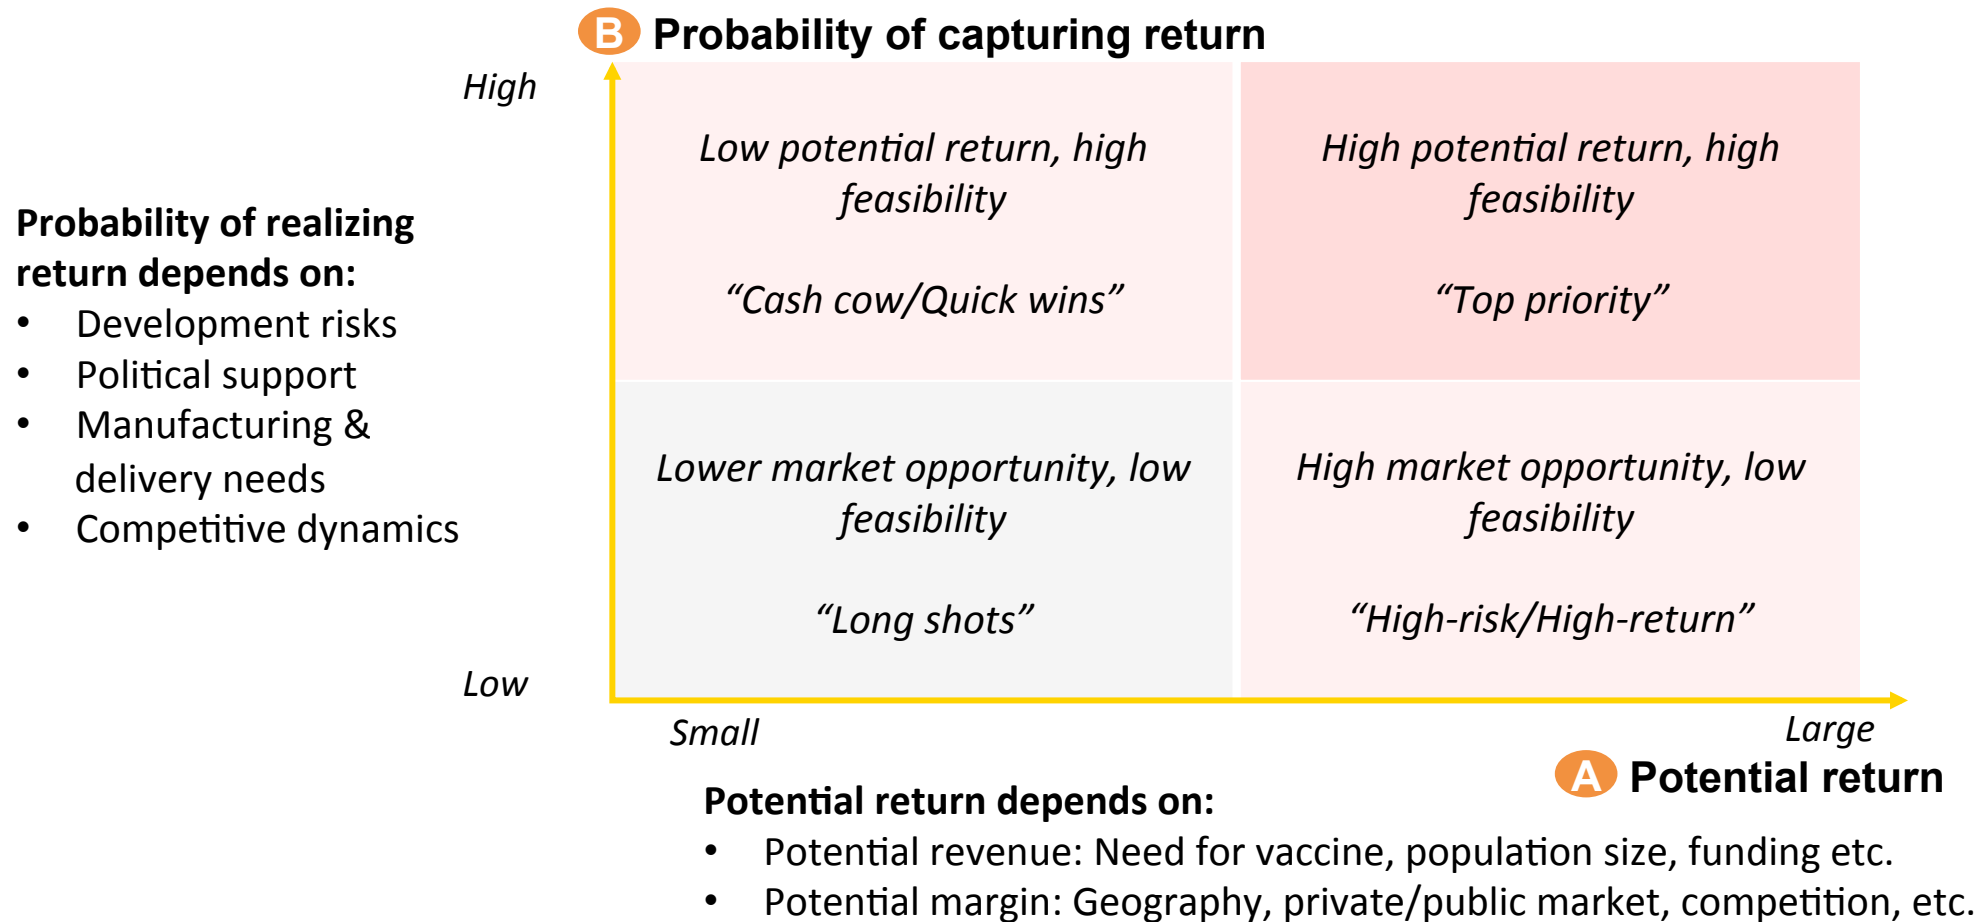 B Probability of capturing return
High
Low potential return, high
feasibility
“Cash cow/Quick wins”
High potential return, high
feasibility
“Top priority”
Probability of realizing
return depends on:
• Development risks
• Political support
• Manufacturing &
delivery needs
• Competitive dynamics
Lower market opportunity, low
feasibility
“Long shots”
High market opportunity, low
feasibility
“High-risk/High-return”
Low
Small
Large
A Potential return
Potential return depends on:
• Potential revenue: Need for vaccine, population size, funding etc.
• Potential margin: Geography, private/public market, competition, etc.